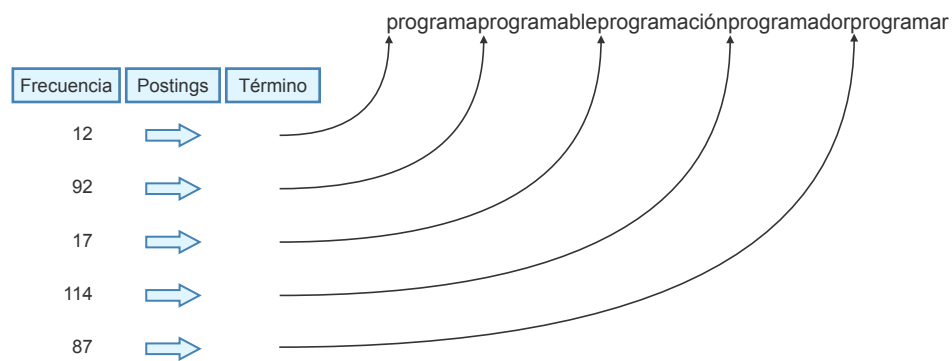 programaprogramableprogramaciónprogramadorprogramar
Frecuencia Postings Término
12
92
17
114
87